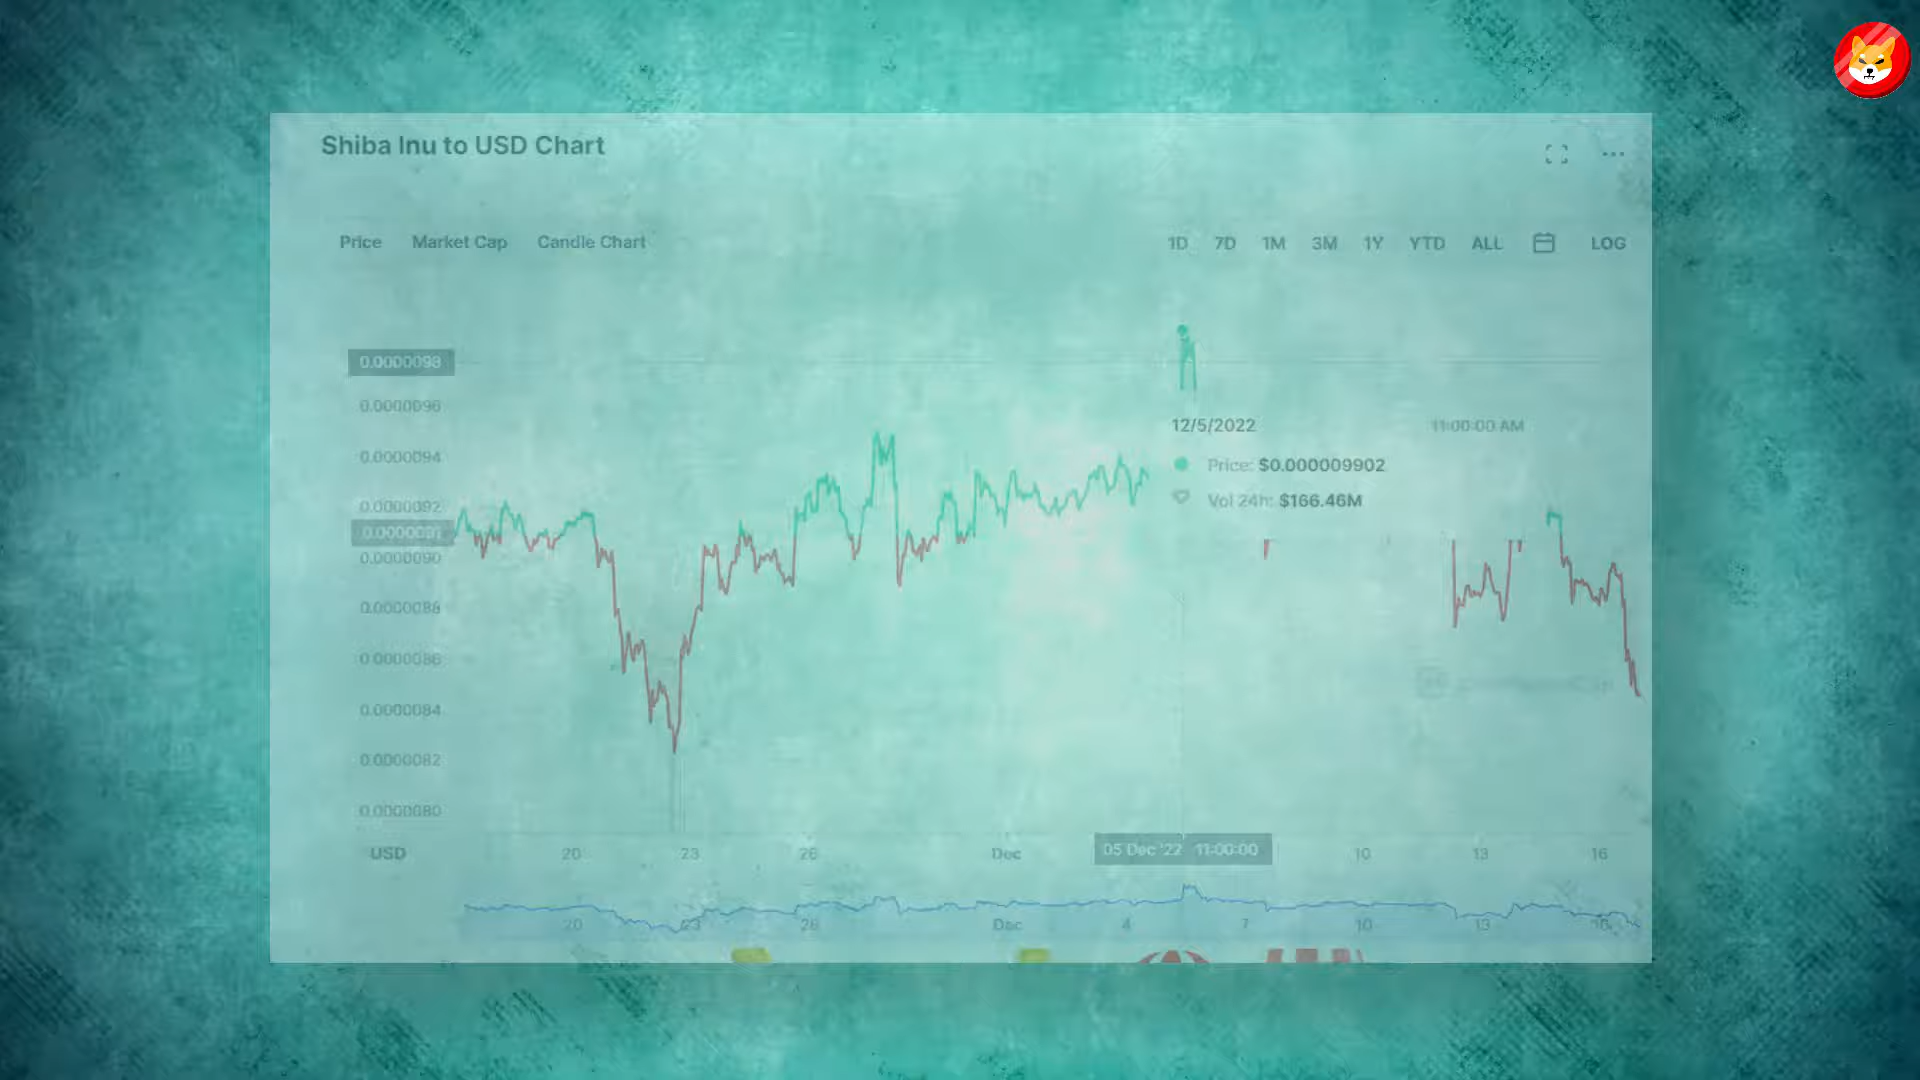 Shiba Inu to USD Chart
Price Market Cap Candle Chart
1D 7D 1M 3M 1Y YTD ALL LOG
0.0000098
0.0000096
0.0000094
0.0000092
0.0000090
0.0000088
0.0000086
0.0000084
0.0000082
0.0000080
12/5/2022 11:00:00 AM
Price: $0.000009902
Vol 24h: $166.46M
USD 20 23 26 Dec 05 Dec '22 11:00:00 10 13 16
20 23 26 Dec 4 7 10 13 16